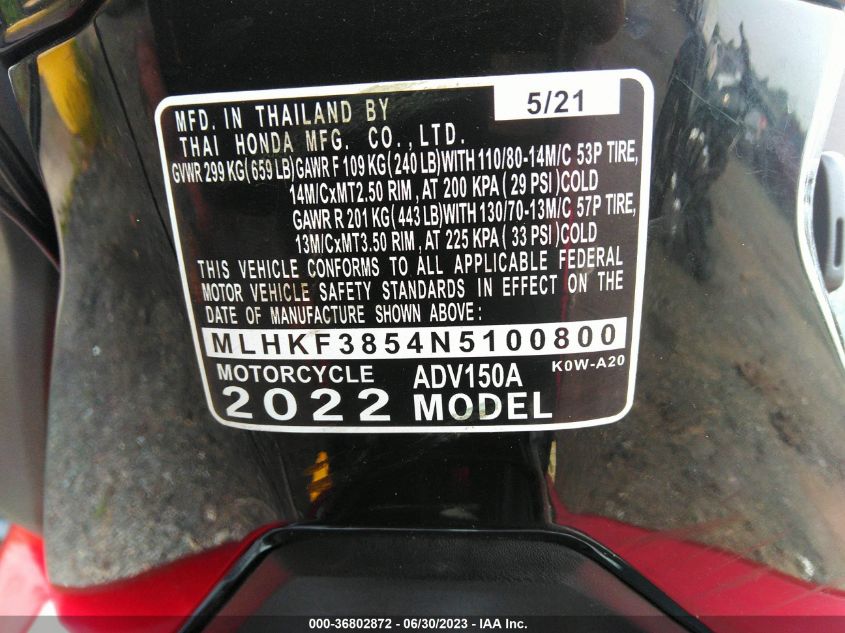 5/21
MFD. IN THAILAND BY
THAI HONDA MFG. CO.,LTD.
GVWR 299 KG(659 LB)GAWR F 109 KG(240 LB)WITH 110/80-14M/C 53P TIRE,
14M/CxMT2.50 RIM, AT 200 KPA (29 PSI)COLD
GAWR R 201 KG(443 LB)WITH 130/70-13M/C 57P TIRE,
13M/CxMT3.50 RIM, AT 225 KPA (33 PSI)COLD
THIS VEHICLE CONFORMS TO ALL APPLICABLE FEDERAL
MOTOR VEHICLE SAFETY STANDARDS IN EFFECT ON THE
DATE OF MANUFACTURE SHOWN ABOVE:
MLHKF3854N5100800
MOTORCYCLE ADV150A K0W-A20
2022 MODEL
000-36802872 - 06/30/2023 - IAA Inc.